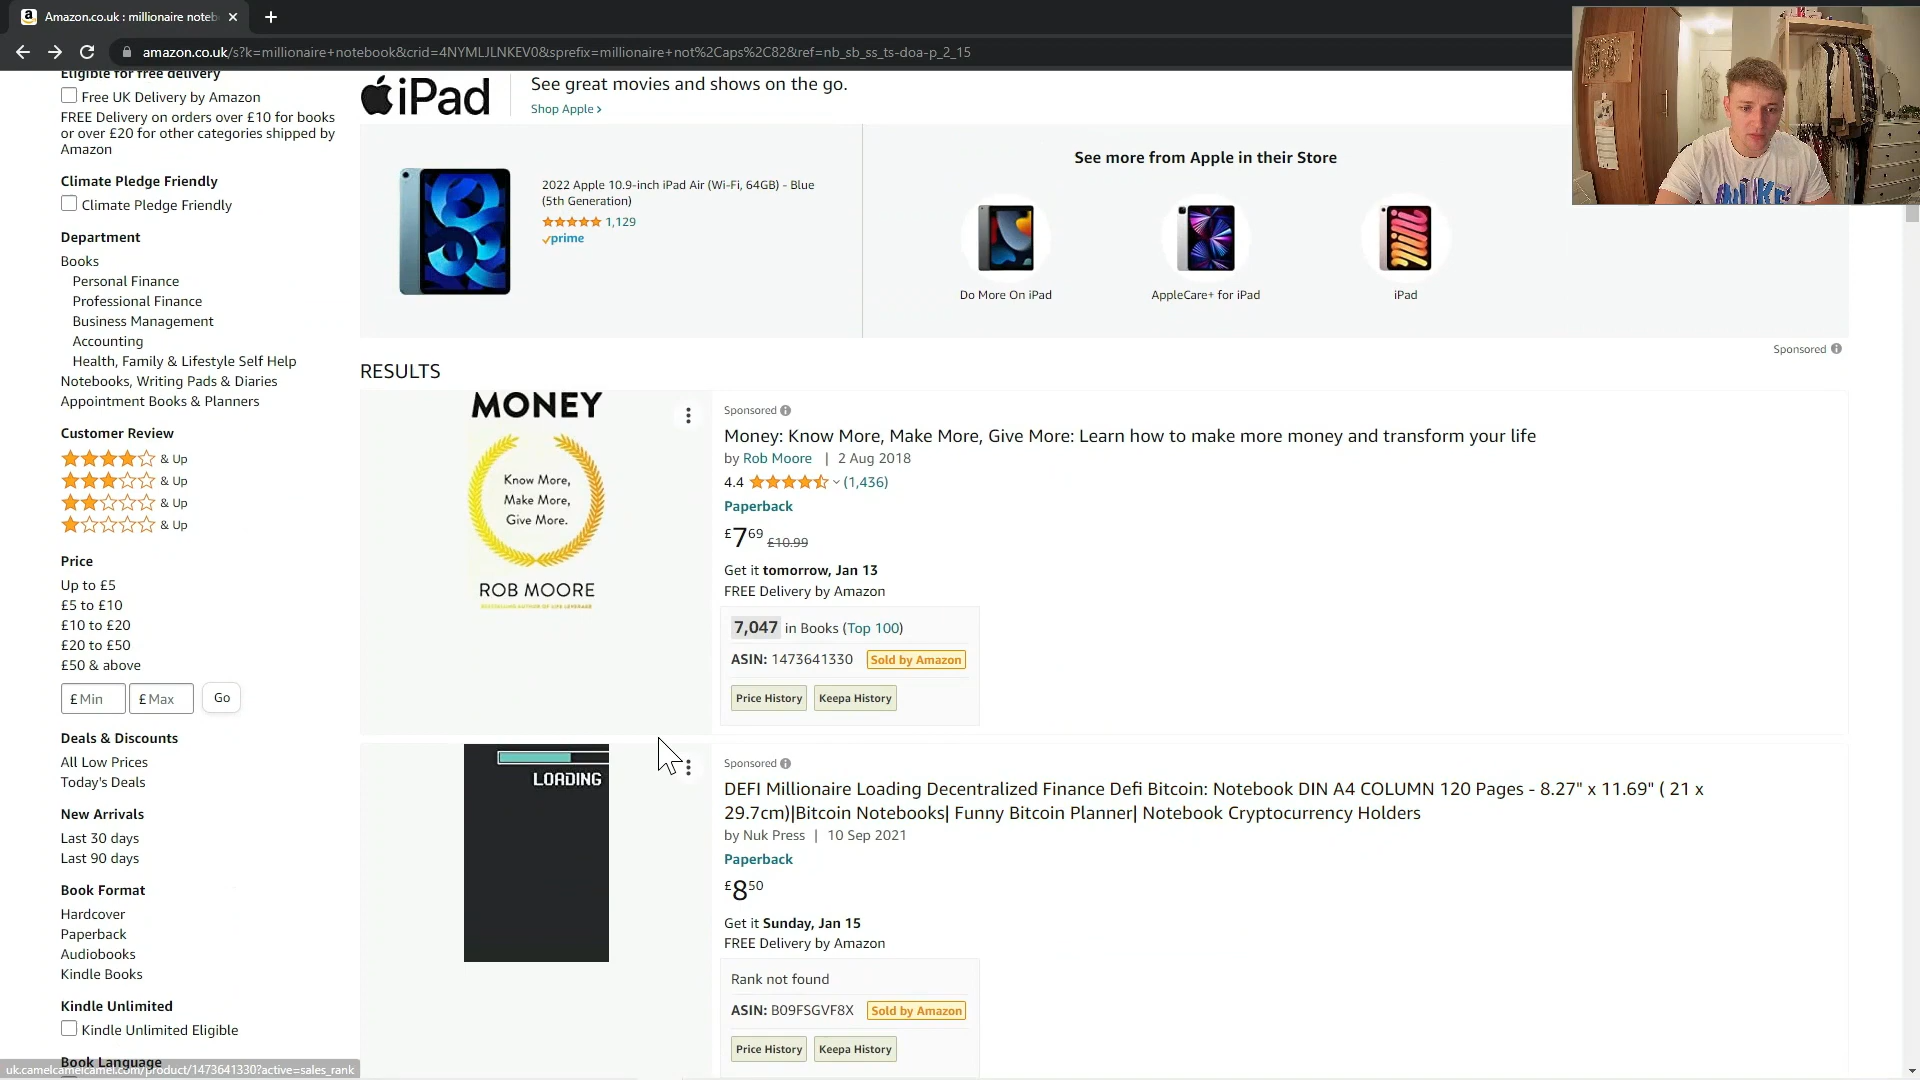 Amazon.co.uk : millionaire noteb
amazon.co.uk/s?k=millionaire+notebook&crid=4NYMLJLNKEV0&sprefix=millionaire+not%2Caps%2C82&ref=nb_sb_ss_ts-doa-p_2_15
Eligible for free delivery
Free UK Delivery by Amazon
FREE Delivery on orders over £10 for books
or over £20 for other categories shipped by
Amazon
Climate Pledge Friendly
Climate Pledge Friendly
Department
Books
Personal Finance
Professional Finance
Business Management
Accounting
Health, Family & Lifestyle Self Help
Notebooks, Writing Pads & Diaries
Appointment Books & Planners
Customer Review
& Up
& Up
& Up
& Up
Price
Up to £5
£5 to £10
£10 to £20
£20 to £50
£50 & above
£ Min £ Max Go
Deals & Discounts
All Low Prices
Today's Deals
New Arrivals
Last 30 days
Last 90 days
Book Format
Hardcover
Paperback
Audiobooks
Kindle Books
Kindle Unlimited
Kindle Unlimited Eligible
Book Language
uk.camelcamelcamel.com/product/1473641330?active=sales_rank
iPad
See great movies and shows on the go.
Shop Apple ›
2022 Apple 10.9-inch iPad Air (Wi-Fi, 64GB) - Blue
(5th Generation)
1,129
prime
See more from Apple in their Store
Do More On iPad
AppleCare+ for iPad
iPad
Sponsored
RESULTS
MONEY
Know More,
Make More,
Give More.
ROB MOORE
Sponsored
Money: Know More, Make More, Give More: Learn how to make more money and transform your life
by Rob Moore | 2 Aug 2018
4.4 (1,436)
Paperback
£7 69 £10.99
Get it tomorrow, Jan 13
FREE Delivery by Amazon
7,047 in Books (Top 100)
ASIN: 1473641330 Sold by Amazon
Price History Keepa History
LOADING
Sponsored
DEFI Millionaire Loading Decentralized Finance Defi Bitcoin: Notebook DIN A4 COLUMN 120 Pages - 8.27" x 11.69" ( 21 x
29.7cm)|Bitcoin Notebooks| Funny Bitcoin Planner| Notebook Cryptocurrency Holders
by Nuk Press | 10 Sep 2021
Paperback
£8 50
Get it Sunday, Jan 15
FREE Delivery by Amazon
Rank not found
ASIN: B09FSGVF8X Sold by Amazon
Price History Keepa History